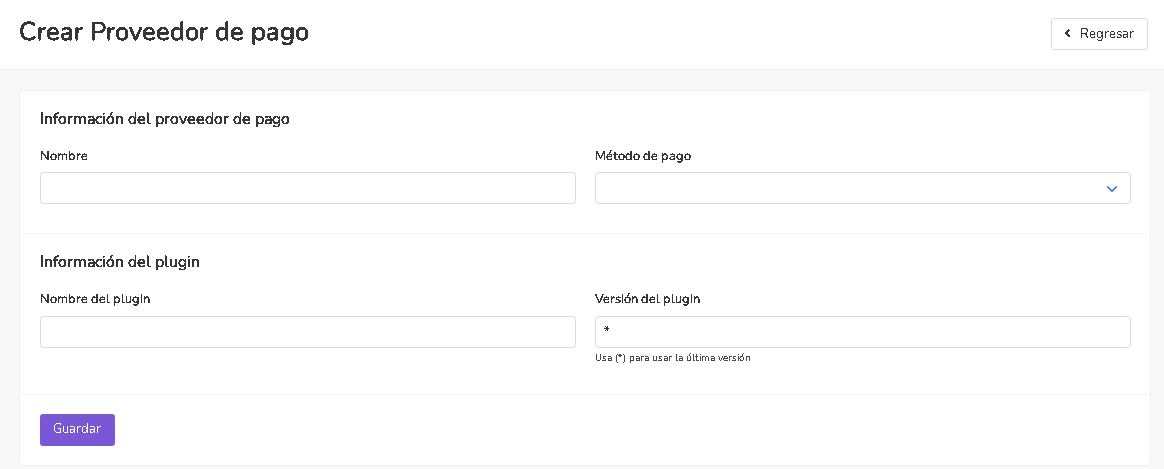 Crear Proveedor de pago
Regresar
Información del proveedor de pago
Nombre
Método de pago
Información del plugin
Nombre del plugin
Versión del plugin
*
Usa (*) para usar la última versión
Guardar